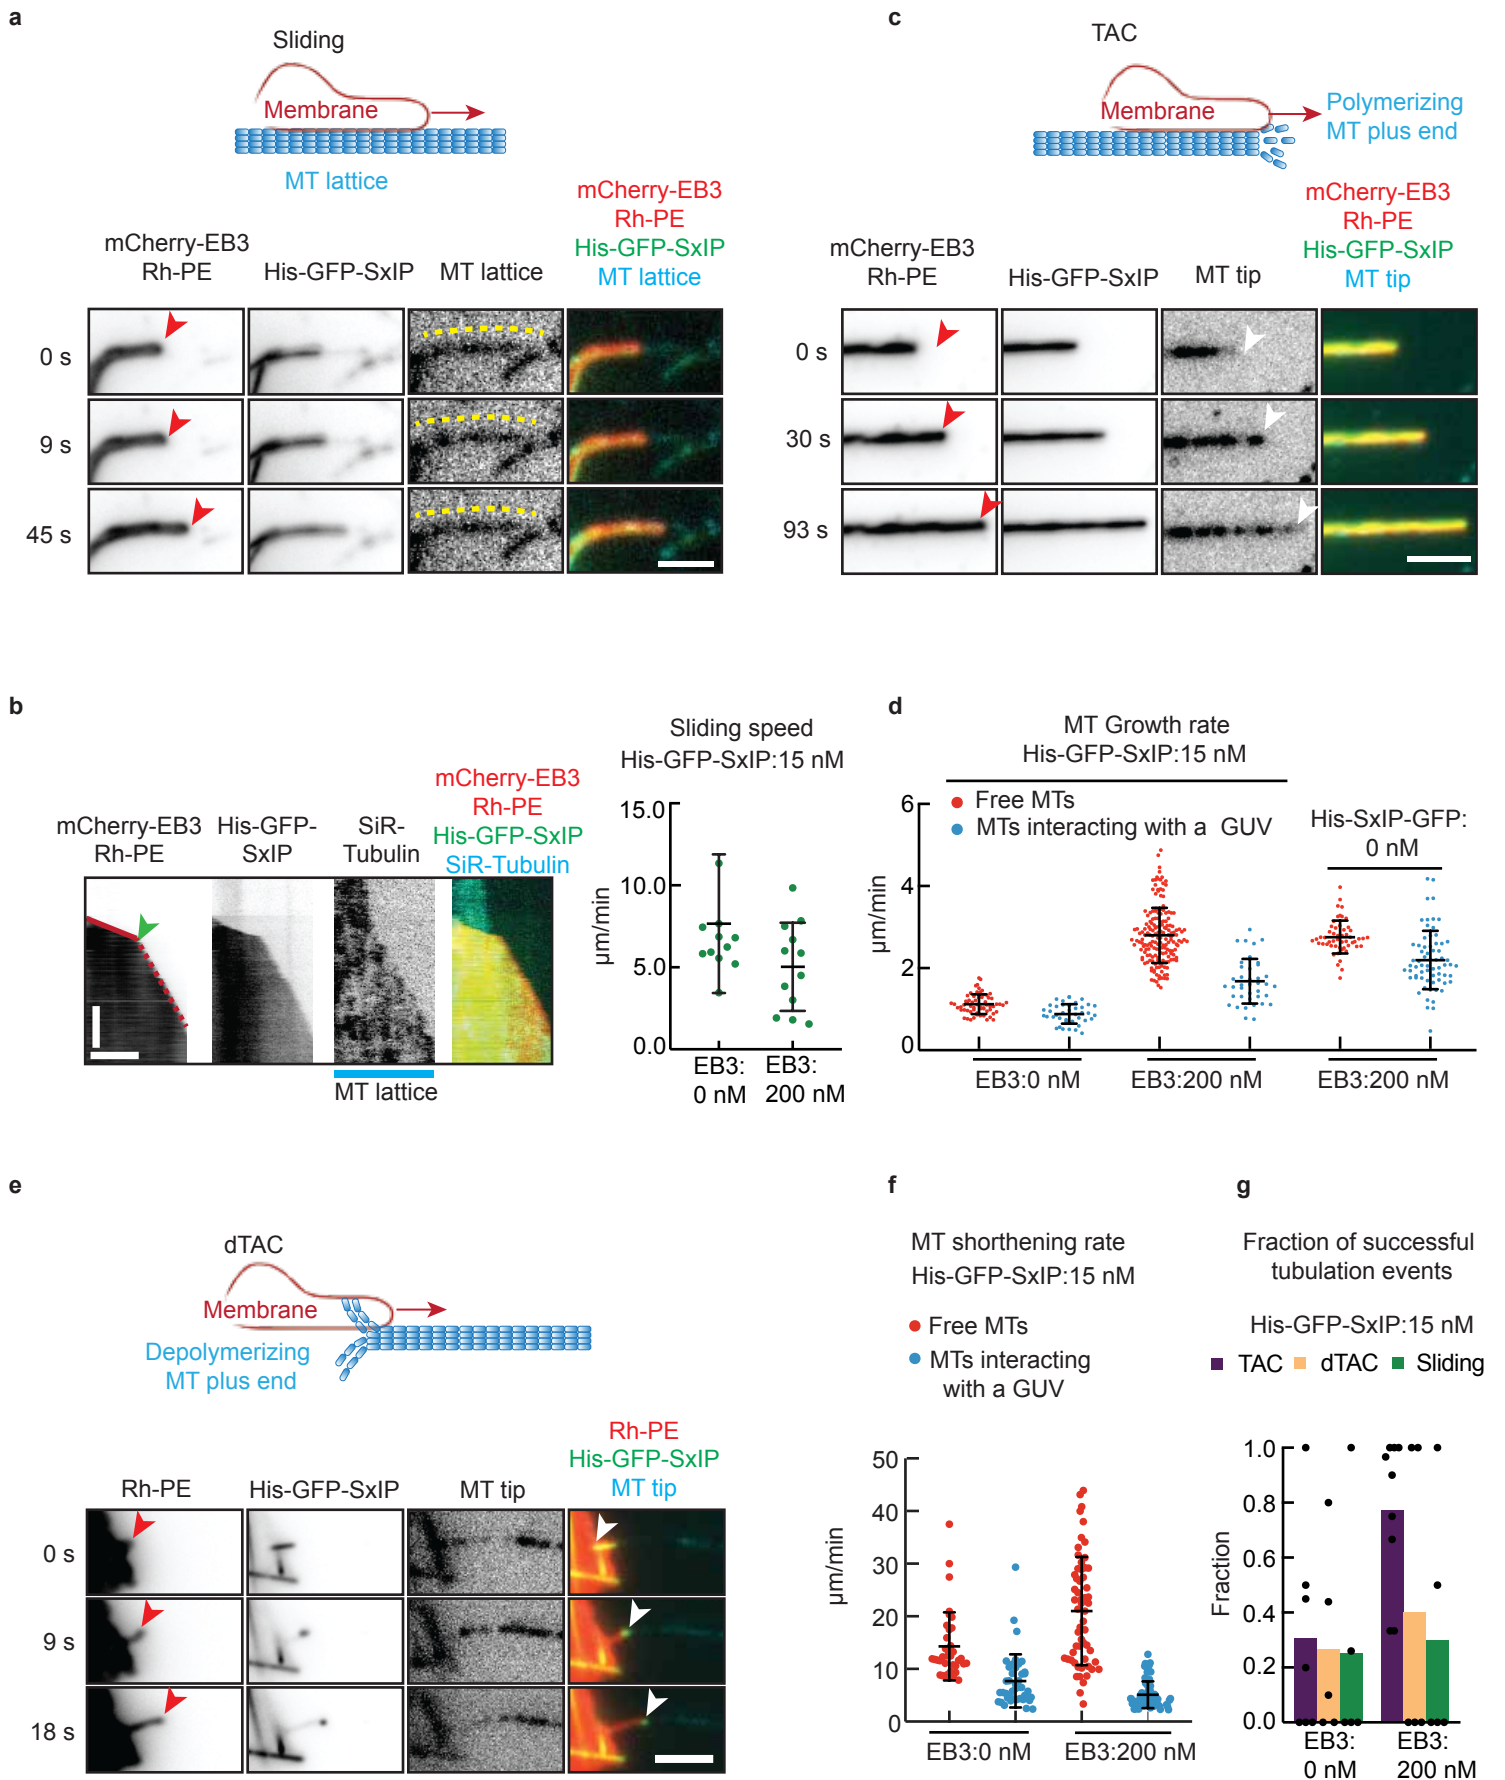 a
Sliding
Membrane
MT lattice
mCherry-EB3
Rh-PE
His-GFP-SxIP
MT lattice
mCherry-EB3
Rh-PE
His-GFP-SxIP
MT lattice
0 s
9 s
45 s
c
TAC
Membrane
Polymerizing
MT plus end
mCherry-EB3
Rh-PE
His-GFP-SxIP
MT tip
mCherry-EB3
Rh-PE
His-GFP-SxIP
MT tip
0 s
30 s
93 s
b
mCherry-EB3
Rh-PE
His-GFP-
SxIP
SiR-
Tubulin
mCherry-EB3
Rh-PE
His-GFP-SxIP
SiR-Tubulin
MT lattice
Sliding speed
His-GFP-SxIP:15 nM
µm/min
15.0
10.0
5.0
0.0
EB3:
0 nM
EB3:
200 nM
d
MT Growth rate
His-GFP-SxIP:15 nM
Free MTs
MTs interacting with a GUV
His-SxIP-GFP:
0 nM
µm/min
6
4
2
0
EB3:0 nM
EB3:200 nM
EB3:200 nM
e
dTAC
Membrane
Depolymerizing
MT plus end
Rh-PE
His-GFP-SxIP
MT tip
Rh-PE
His-GFP-SxIP
MT tip
0 s
9 s
18 s
f
MT shorthening rate
His-GFP-SxIP:15 nM
Free MTs
MTs interacting
with a GUV
µm/min
50
40
30
20
10
0
EB3:0 nM
EB3:200 nM
g
Fraction of successful
tubulation events
His-GFP-SxIP:15 nM
TAC dTAC Sliding
Fraction
1.0
0.8
0.6
0.4
0.2
0.0
EB3:
0 nM
EB3:
200 nM